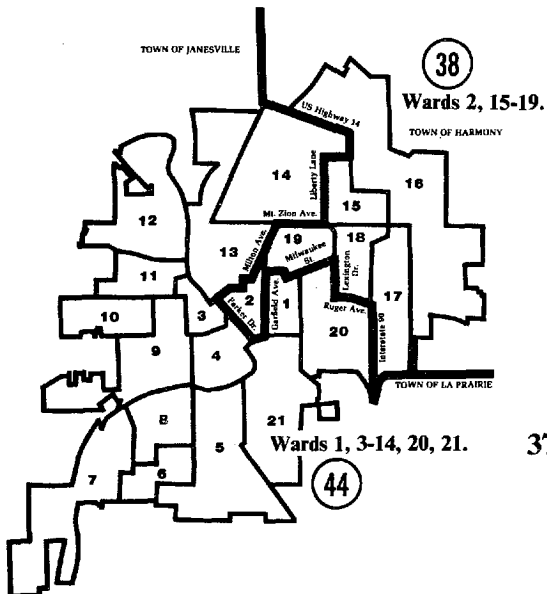 TOWN OF JANESVILLE
38
US Highway 14
Wards 2, 15-19.
TOWN OF HARMONY
14
Liberty Lane
16
15
12
Mt. Zion Ave.
13
Milton Ave.
19
18
Milwaukee
St.
Lexington
Dr.
11
2
Garfield Ave.
1
17
10
3
Parker Dr.
Ruger Ave.
Interstate 90
20
9
4
TOWN OF LA PRAIRIE
8
21
5
Wards 1, 3-14, 20, 21.
37
7
6
44